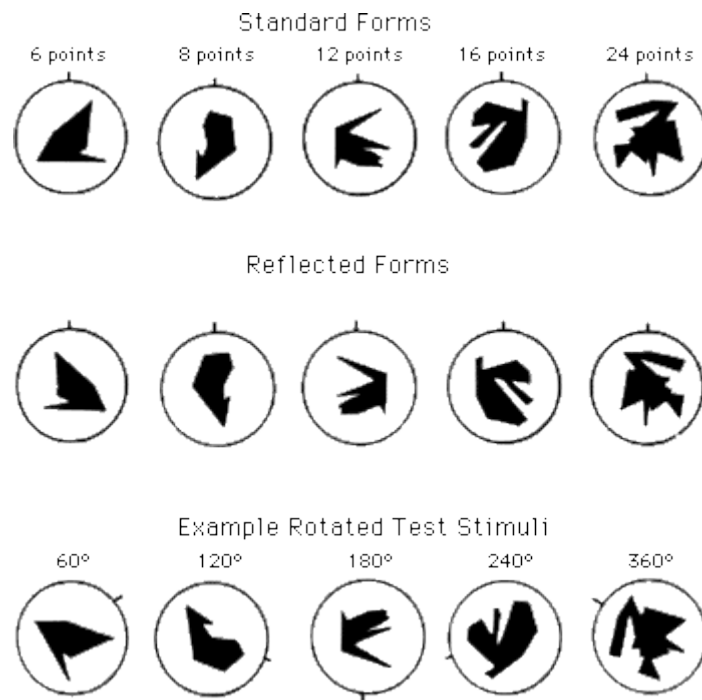 Standard Forms
6 points 8 points 12 points 16 points 24 points
Reflected Forms
Example Rotated Test Stimuli
60° 120° 180° 240° 360°